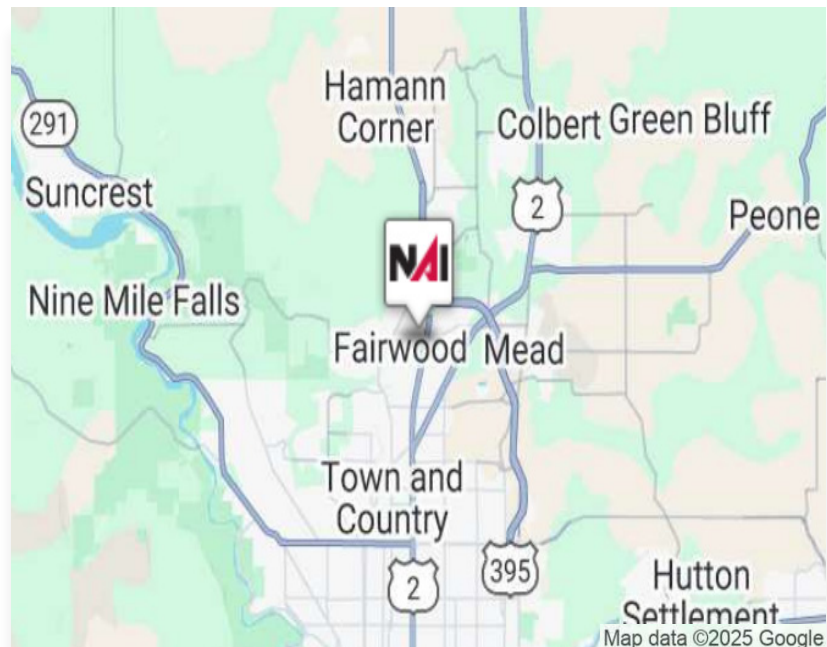 Hamann
Corner
291
Colbert
Green Bluff
Suncrest
2
Peone
NAI
Nine Mile Falls
Fairwood
Mead
Town and
Country
2
395
Hutton
Settlement
Map data ©2025 Google